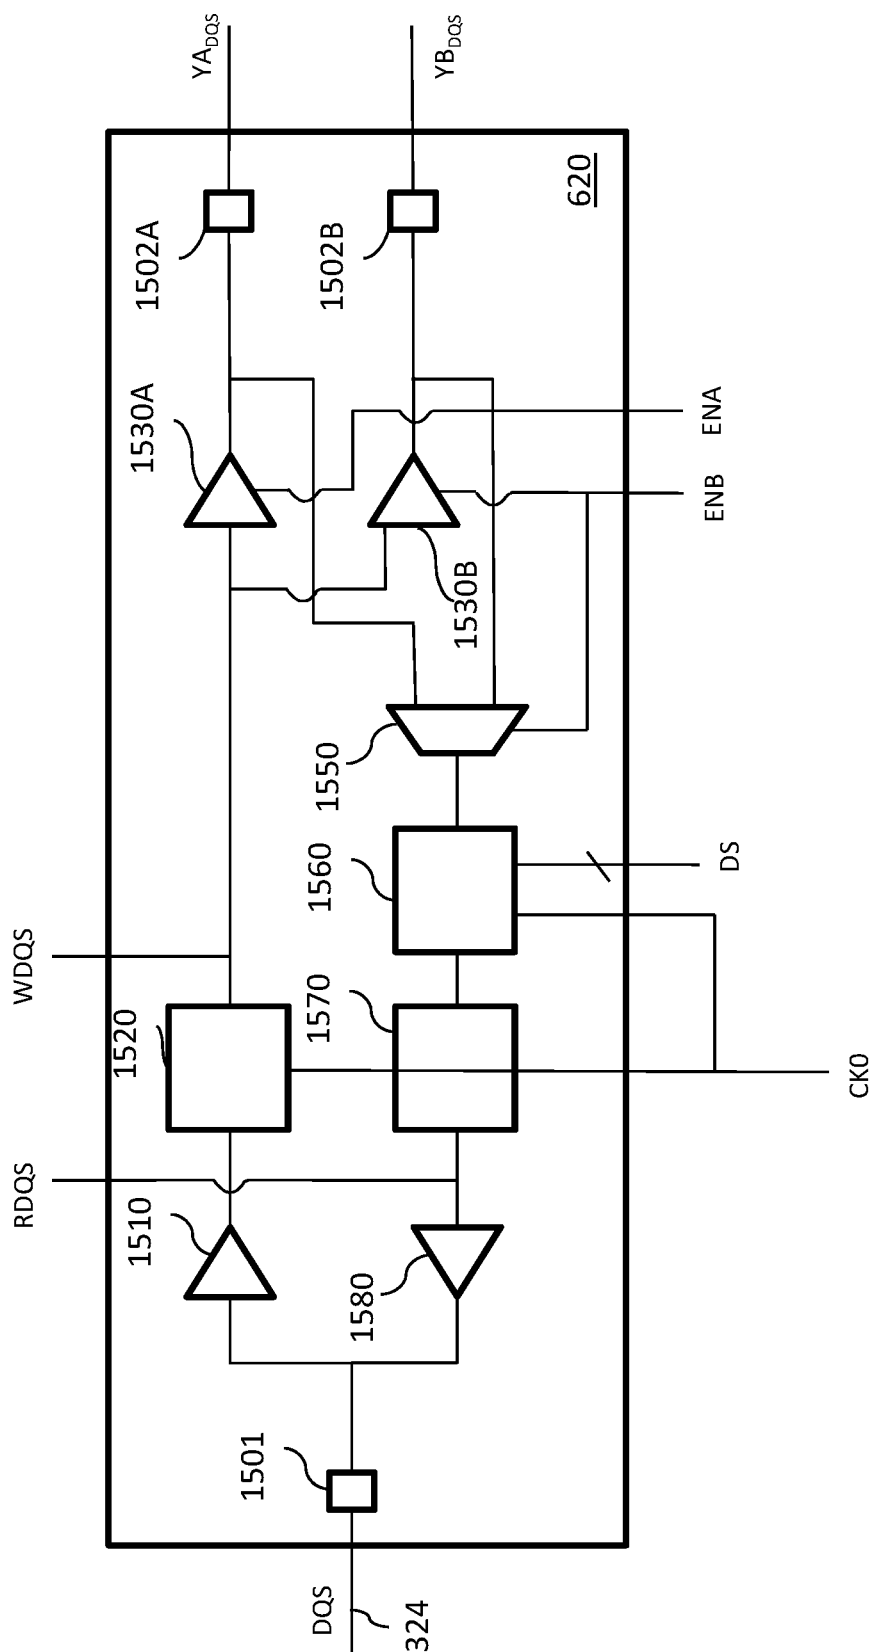 YA_DQS
YB_DQS
1502A
1502B
620
1530A
ENA
ENB
1530B
1550
1560
DS
WDQS
1520
1570
CK0
RDQS
1510
1580
1501
DQS
324